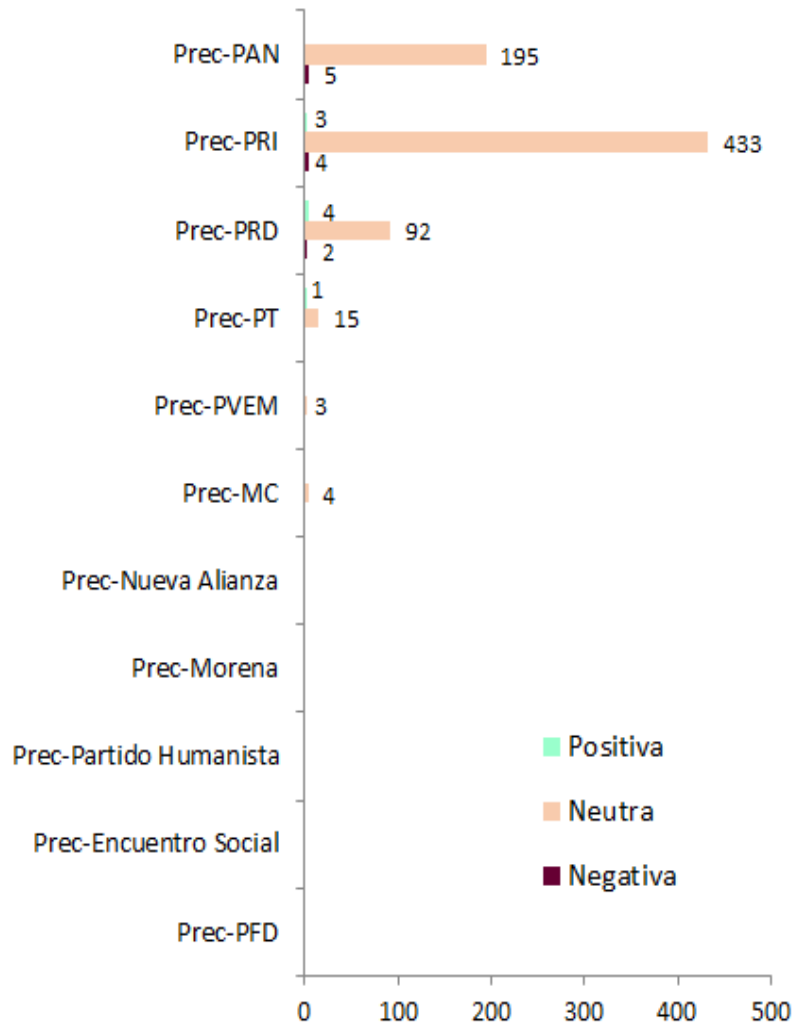 Prec-PAN
195
5
Prec-PRI
3
433
4
Prec-PRD
4
92
2
Prec-PT
1
15
Prec-PVEM
3
Prec-MC
4
Prec-Nueva Alianza
Prec-Morena
Prec-Partido Humanista
Prec-Encuentro Social
Prec-PFD
Positiva
Neutra
Negativa
0 100 200 300 400 500